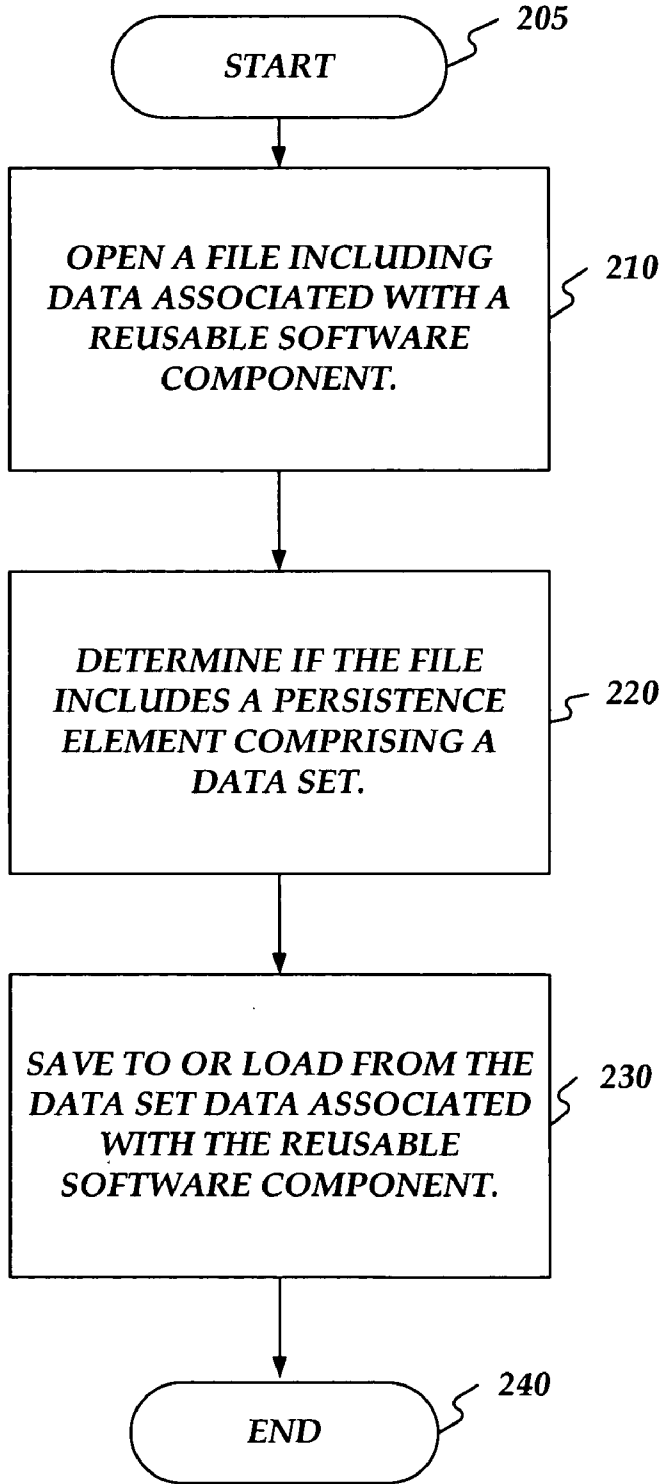 205
START
OPEN A FILE INCLUDING
DATA ASSOCIATED WITH A
REUSABLE SOFTWARE
COMPONENT.
210
DETERMINE IF THE FILE
INCLUDES A PERSISTENCE
ELEMENT COMPRISING A
DATA SET.
220
SAVE TO OR LOAD FROM THE
DATA SET DATA ASSOCIATED
WITH THE REUSABLE
SOFTWARE COMPONENT.
230
240
END